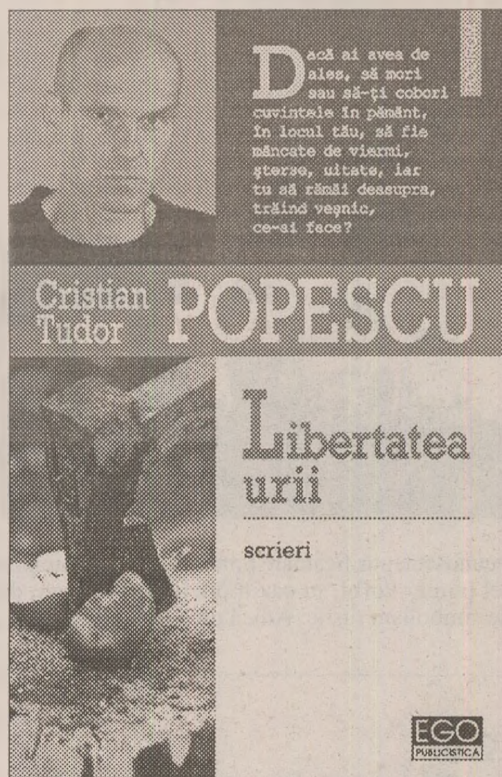 Dacă ai avea de
ales, să mori
sau să-ți cobori
cuvintele în pământ,
în locul tău, să fie
mâncate de viermi,
șterse, uitate, iar
tu să rămâi deasupra,
trăind veșnic,
ce-ai face?
POLIROM
Cristian
Tudor
POPESCU
Libertatea
urii
scrieri
EGO
PUBLICISTICA